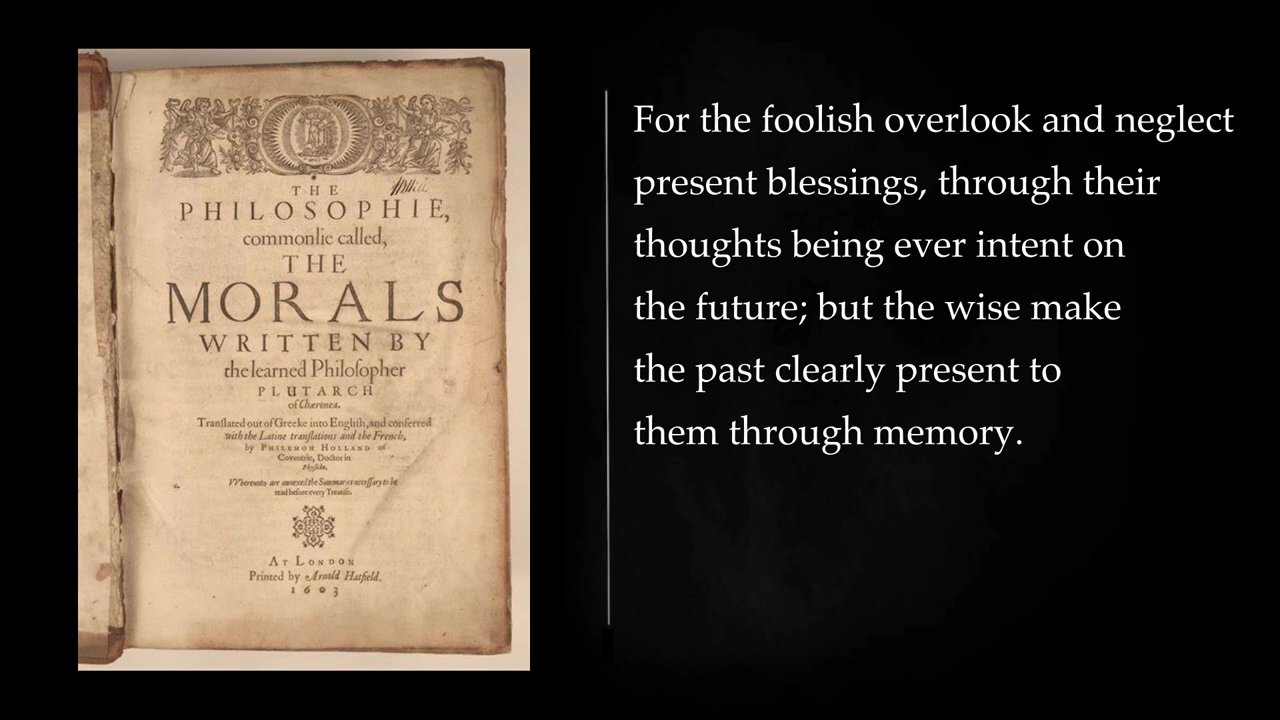 THE
PHILOSOPHIE,
commonlie called,
THE
MORALS
WRITTEN BY
the learned Philoſopher
PLUTARCH
of Chæronea.
Tranſlated out of Greeke into Engliſh, and conferred
with the Latine tranſlations and the French,
by PHILEMON HOLLAND of
Coventrie, Doctor in
Phyſicke.
VVhereunto are annexed the Summaries neceſſary to be
read before every Treatiſe.
AT LONDON
Printed by Arnold Hatfield.
1603
For the foolish overlook and neglect
present blessings, through their
thoughts being ever intent on
the future; but the wise make
the past clearly present to
them through memory.